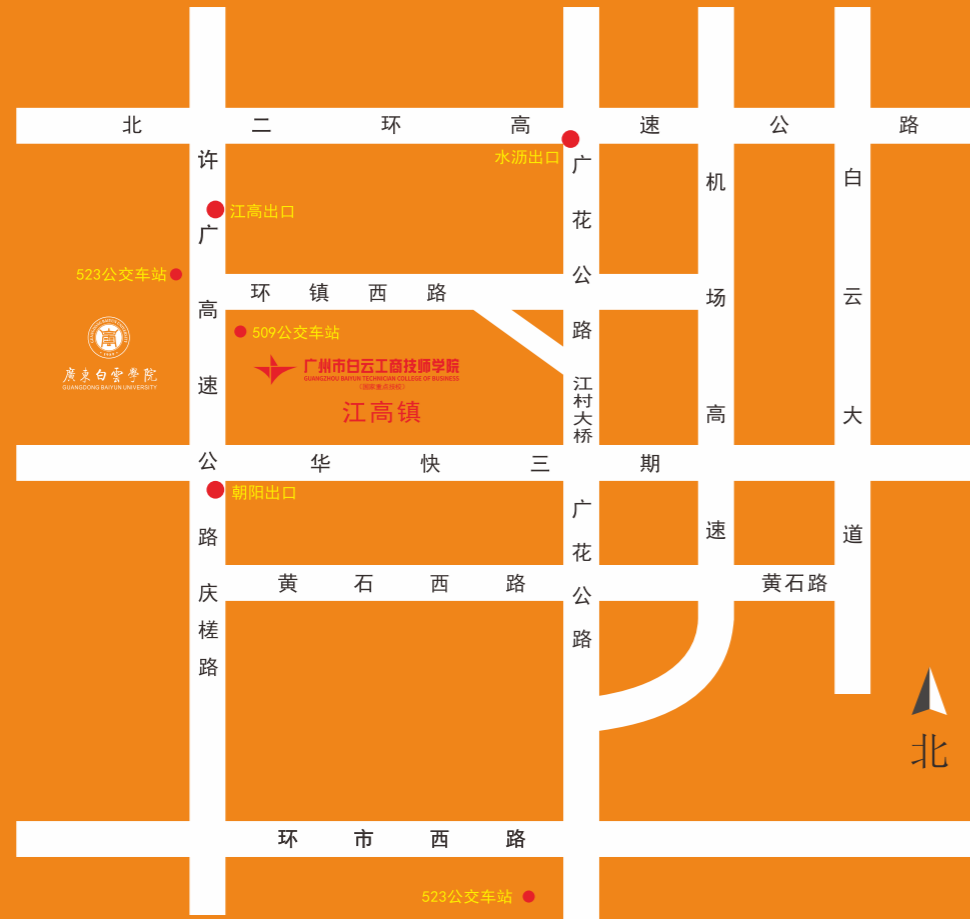 北二环高速公路
许广高速公路
水沥出口
广花公路
机场高速
白云大道
江高出口
523公交车站
环镇西路
509公交车站
廣東白雲學院
GUANGDONG BAIYUN UNIVERSITY
广州市白云工商技师学院
GUANGZHOU BAIYUN TECHNICIAN COLLEGE OF BUSINESS
江高镇
江村大桥
华快三期
朝阳出口
广花公路
黄石西路
黄石路
庆槎路
北
环市西路
523公交车站